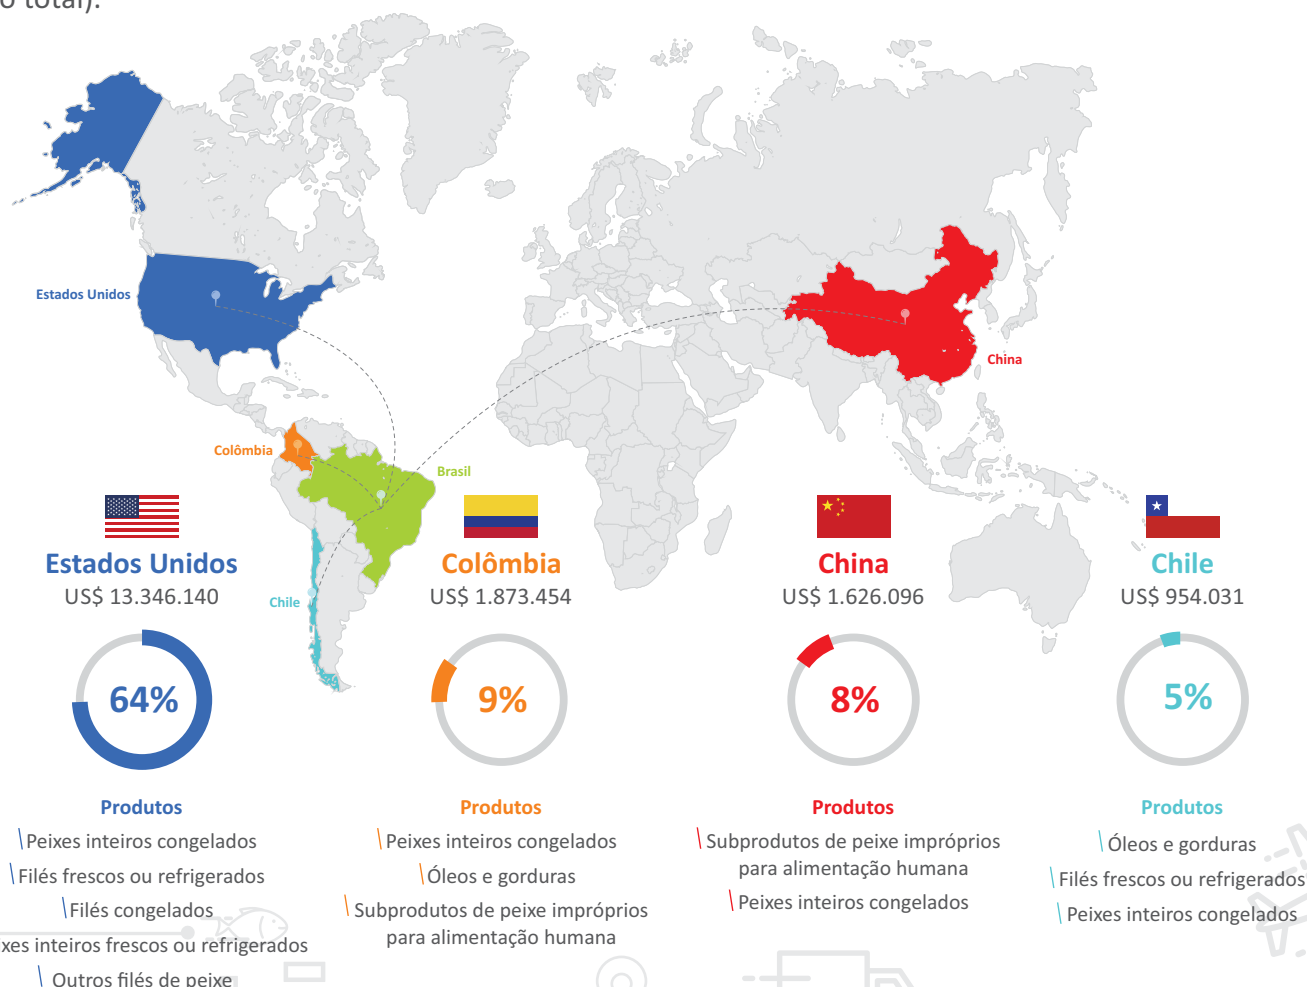 o total).
Estados Unidos
China
Colômbia
Brasil
Chile
Estados Unidos
US$ 13.346.140
64%
Produtos
\Peixes inteiros congelados
\Filés frescos ou refrigerados
\Filés congelados
xes inteiros frescos ou refrigerados
\ Outros filés de peixe
Colômbia
US$ 1.873.454
9%
Produtos
\Peixes inteiros congelados
\Óleos e gorduras
\ Subprodutos de peixe impróprios
para alimentação humana
China
US$ 1.626.096
8%
Produtos
\ Subprodutos de peixe impróprios
para alimentação humana
\ Peixes inteiros congelados
Chile
US$ 954.031
5%
Produtos
\ Óleos e gorduras
\ Filés frescos ou refrigerados
\ Peixes inteiros congelados